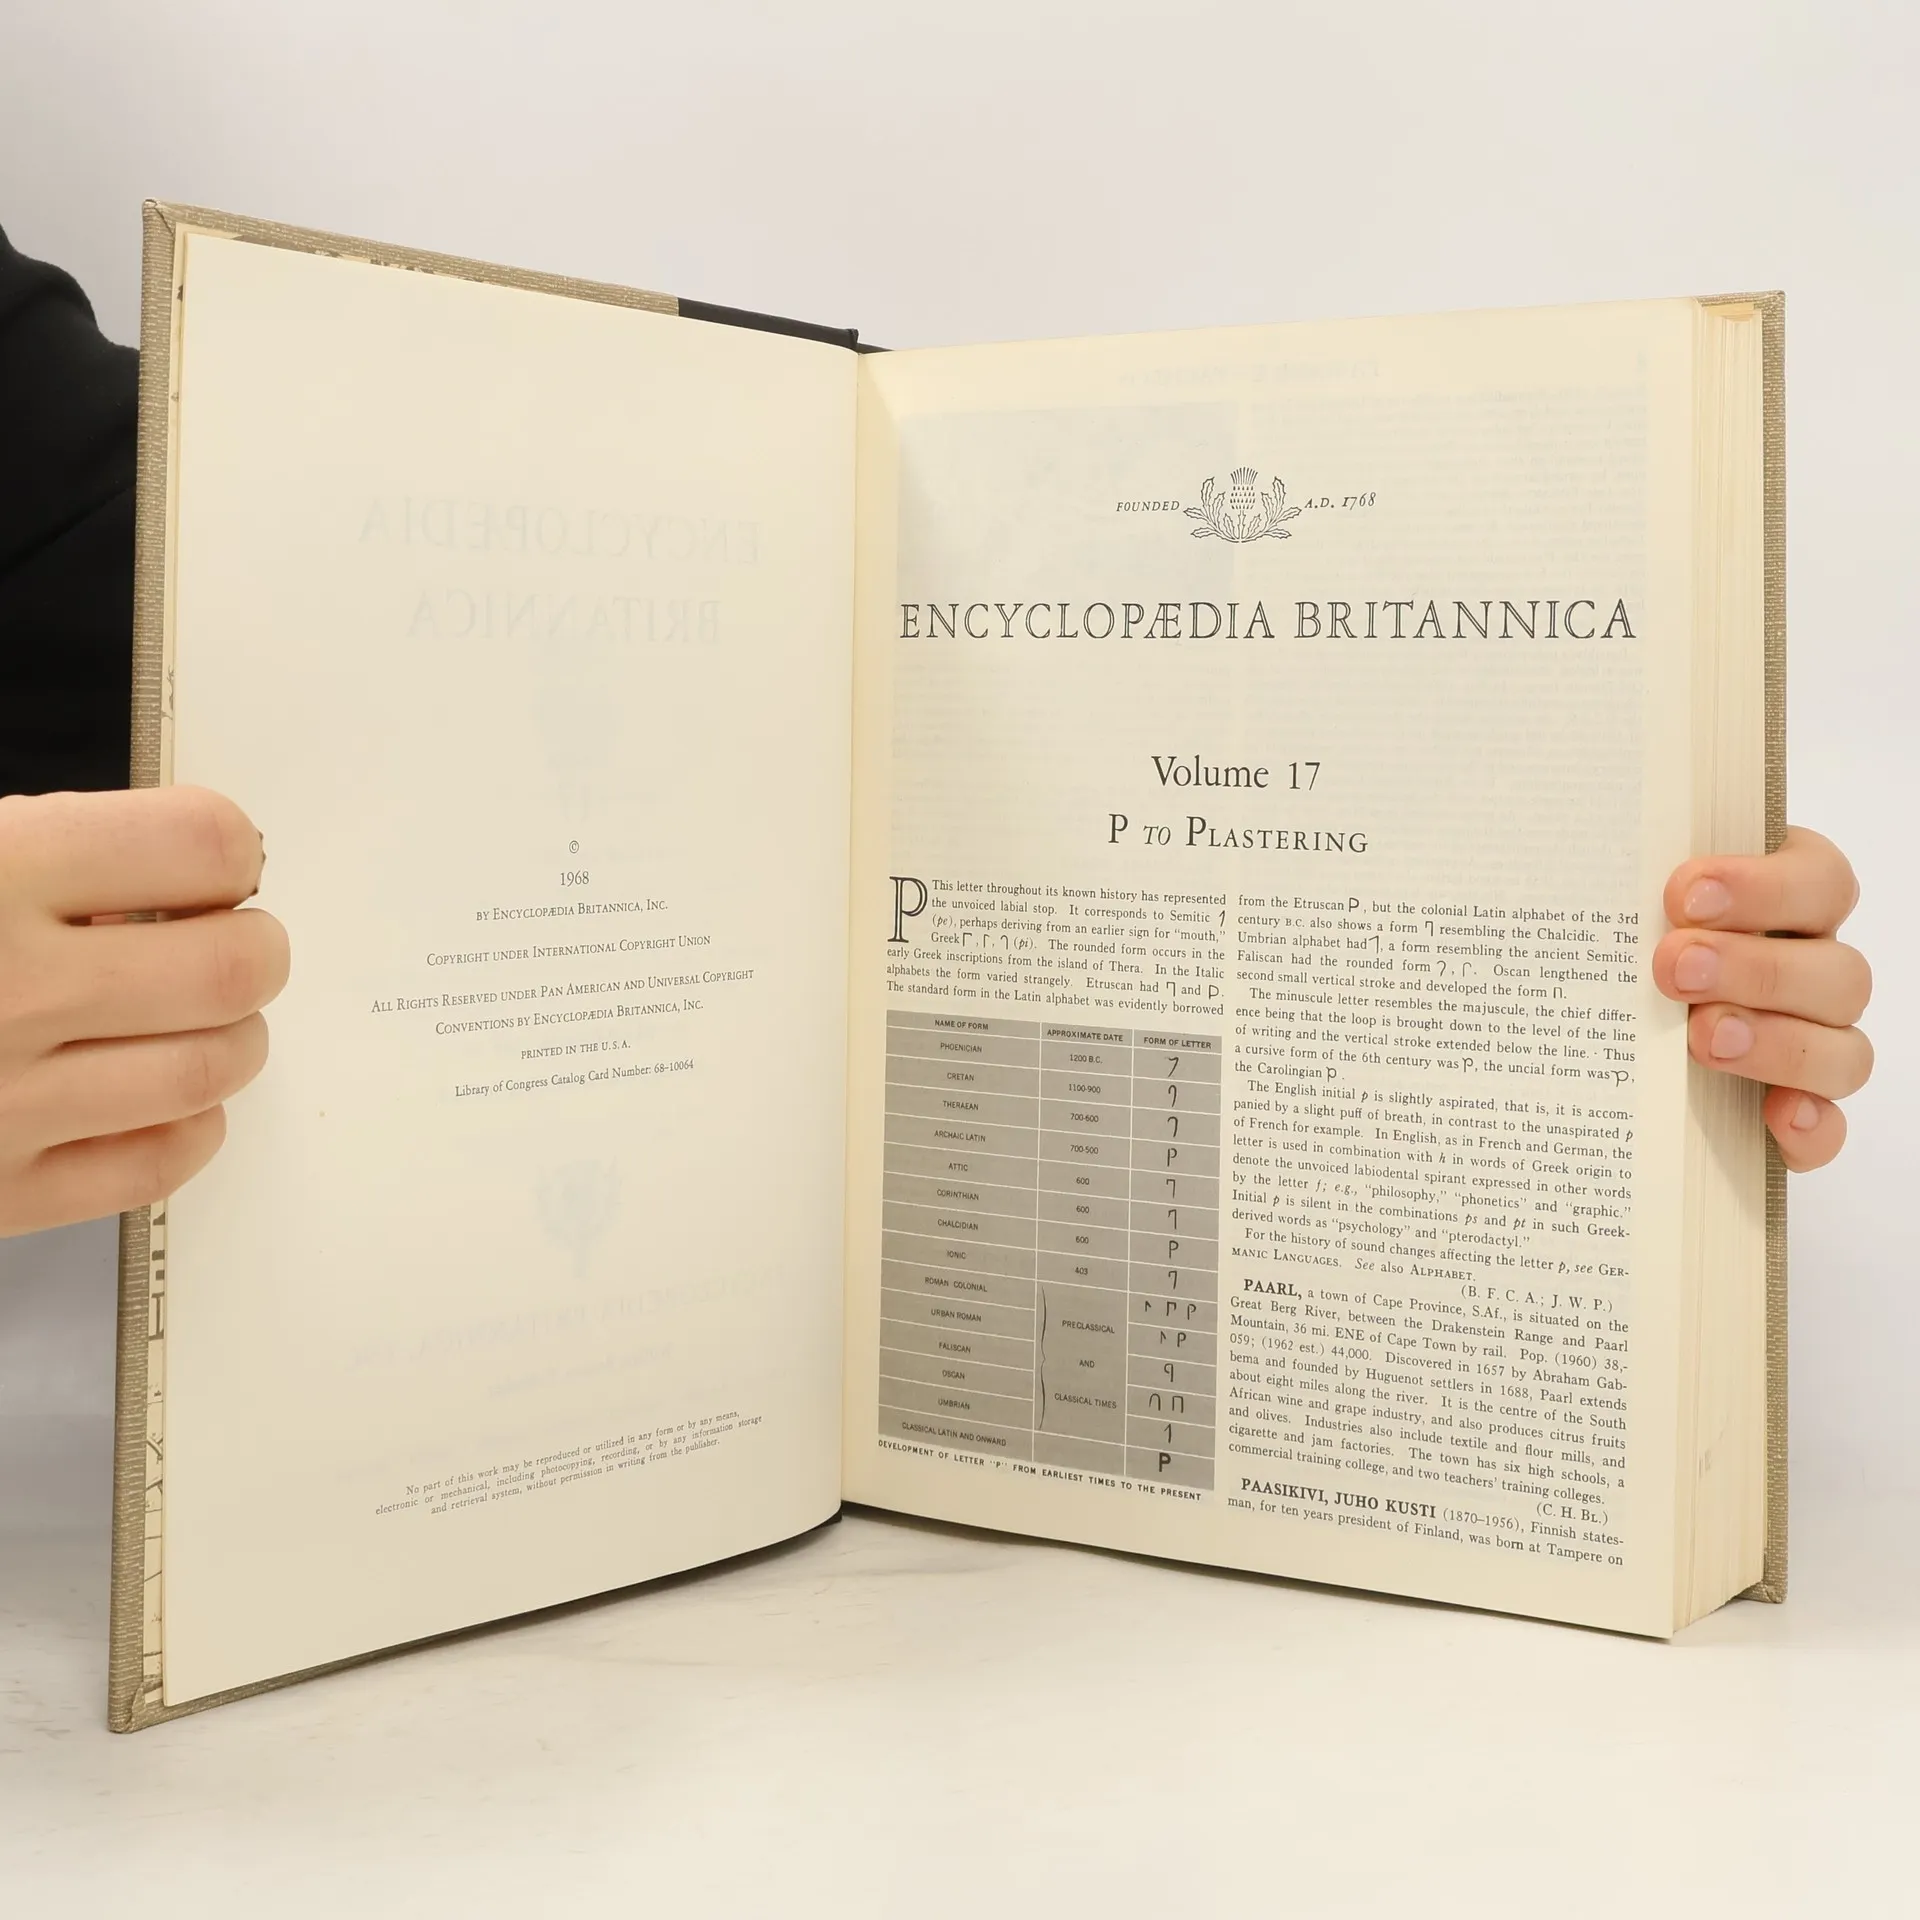 ©
1968
BY ENCYCLOPÆDIA BRITANNICA, INC.
COPYRIGHT UNDER INTERNATIONAL COPYRIGHT UNION
ALL RIGHTS RESERVED UNDER PAN AMERICAN AND UNIVERSAL COPYRIGHT
CONVENTIONS BY ENCYCLOPÆDIA BRITANNICA, INC.
PRINTED IN THE U.S.A.
Library of Congress Catalog Card Number: 68-10064
No part of this work may be reproduced or utilized in any form or by any means,
electronic or mechanical, including photocopying, recording, or by any information storage
and retrieval system, without permission in writing from the publisher.
FOUNDED A.D. 1768
ENCYCLOPÆDIA BRITANNICA
Volume 17
P TO PLASTERING
P This letter throughout its known history has represented
the unvoiced labial stop. It corresponds to Semitic
(pe), perhaps deriving from an earlier sign for "mouth,"
Greek Γ, (pi). The rounded form occurs in the
early Greek inscriptions from the island of Thera. In the Italic
alphabets the form varied strangely. Etruscan had and
The standard form in the Latin alphabet was evidently borrowed
NAME OF FORM APPROXIMATE DATE FORM OF LETTER
PHOENICIAN 1200 B.C.
CRETAN 1100-900
THERAEAN 700-600
ARCHAIC LATIN 700-500 P
ATTIC 600
CORINTHIAN 600
CHALCIDIAN 600 P
IONIC 403
ROMAN COLONIAL
URBAN ROMAN PRECLASSICAL
FALISCAN AND
OSCAN CLASSICAL TIMES
UMBRIAN
CLASSICAL LATIN AND ONWARD P
DEVELOPMENT OF LETTER "P" FROM EARLIEST TIMES TO THE PRESENT
from the Etruscan P, but the colonial Latin alphabet of the 3rd
century B.C. also shows a form resembling the Chalcidic. The
Umbrian alphabet had, a form resembling the ancient Semitic.
Faliscan had the rounded form. Oscan lengthened the
second small vertical stroke and developed the form Π.
The minuscule letter resembles the majuscule, the chief differ-
ence being that the loop is brought down to the level of the line
of writing and the vertical stroke extended below the line. Thus
a cursive form of the 6th century was, the uncial form was,
the Carolingian p.
The English initial p is slightly aspirated, that is, it is accom-
panied by a slight puff of breath, in contrast to the unaspirated p
of French for example. In English, as in French and German, the
letter is used in combination with h in words of Greek origin to
denote the unvoiced labiodental spirant expressed in other words
by the letter f; e.g., "philosophy," "phonetics" and "graphic."
Initial p is silent in the combinations ps and pt in such Greek-
derived words as "psychology" and "pterodactyl."
For the history of sound changes affecting the letter p, see GER-
MANIC LANGUAGES. See also ALPHABET.
(B. F. C. A.; J. W. P.)
PAARL, a town of Cape Province, S.Af., is situated on the
Great Berg River, between the Drakenstein Range and Paarl
Mountain, 36 mi. ENE of Cape Town by rail. Pop. (1960) 38,-
059; (1962 est.) 44,000. Discovered in 1657 by Abraham Gab-
bema and founded by Huguenot settlers in 1688, Paarl extends
about eight miles along the river. It is the centre of the South
African wine and grape industry, and also produces citrus fruits
and olives. Industries also include textile and flour mills, and
cigarette and jam factories. The town has six high schools, a
commercial training college, and two teachers' training colleges.
(C. H. BL.)
PAASIKIVI, JUHO KUSTI (1870–1956), Finnish states-
man, for ten years president of Finland, was born at Tampere on